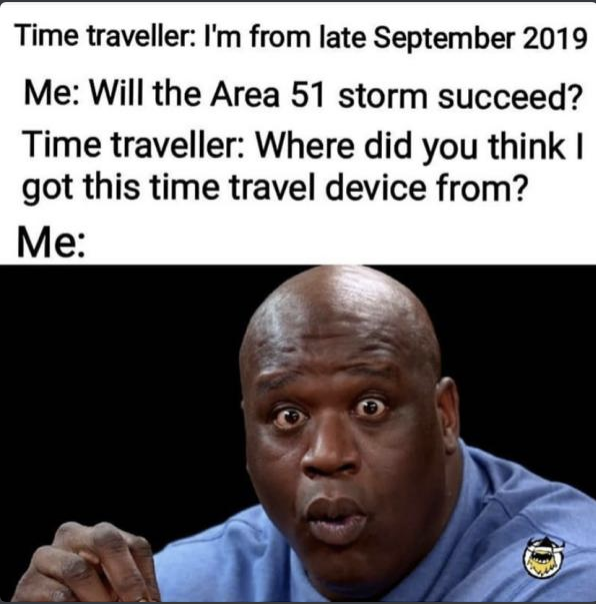 Time traveller: I'm from late September 2019
Me: Will the Area 51 storm succeed?
Time traveller: Where did you think I
got this time travel device from?
Me: